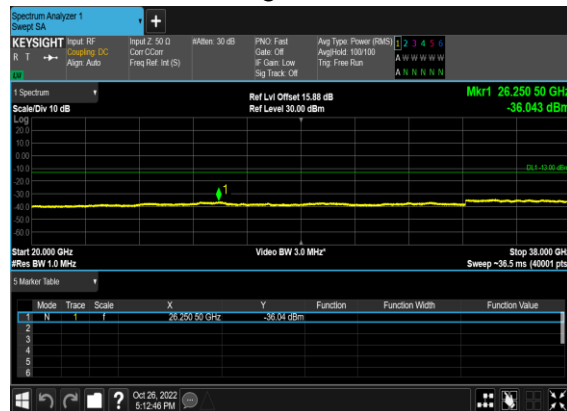 Spectrum Analyzer 1
Swept SA
+
KEYSIGHT Input: RF Input Z: 50 Ω #Atten: 30 dB PNO: Fast Avg Type: Power (RMS) 1 2 3 4 5 6
R T Coupling: DC Corr CCorr Gate: Off Avg|Hold: 100/100 A W W W W W
Align: Auto Freq Ref: Int (S) IF Gain: Low Trig: Free Run
Sig Track: Off A N N N N N
LXI
1 Spectrum Ref Lvl Offset 15.88 dB Mkr1 26.250 50 GHz
Scale/Div 10 dB Ref Level 30.00 dBm -36.043 dBm
Log
20.0
10.0
0.00
-10.0 DL1 -13.00 dBm
-20.0
-30.0 1
-40.0
-50.0
-60.0
Start 20.000 GHz Video BW 3.0 MHz* Stop 38.000 GHz
#Res BW 1.0 MHz Sweep ~36.5 ms (40001 pts)
5 Marker Table
Mode Trace Scale X Y Function Function Width Function Value
1 N 1 f 26.250 50 GHz -36.04 dBm
2
3
4
5
6
? Oct 26, 2022
5:12:46 PM